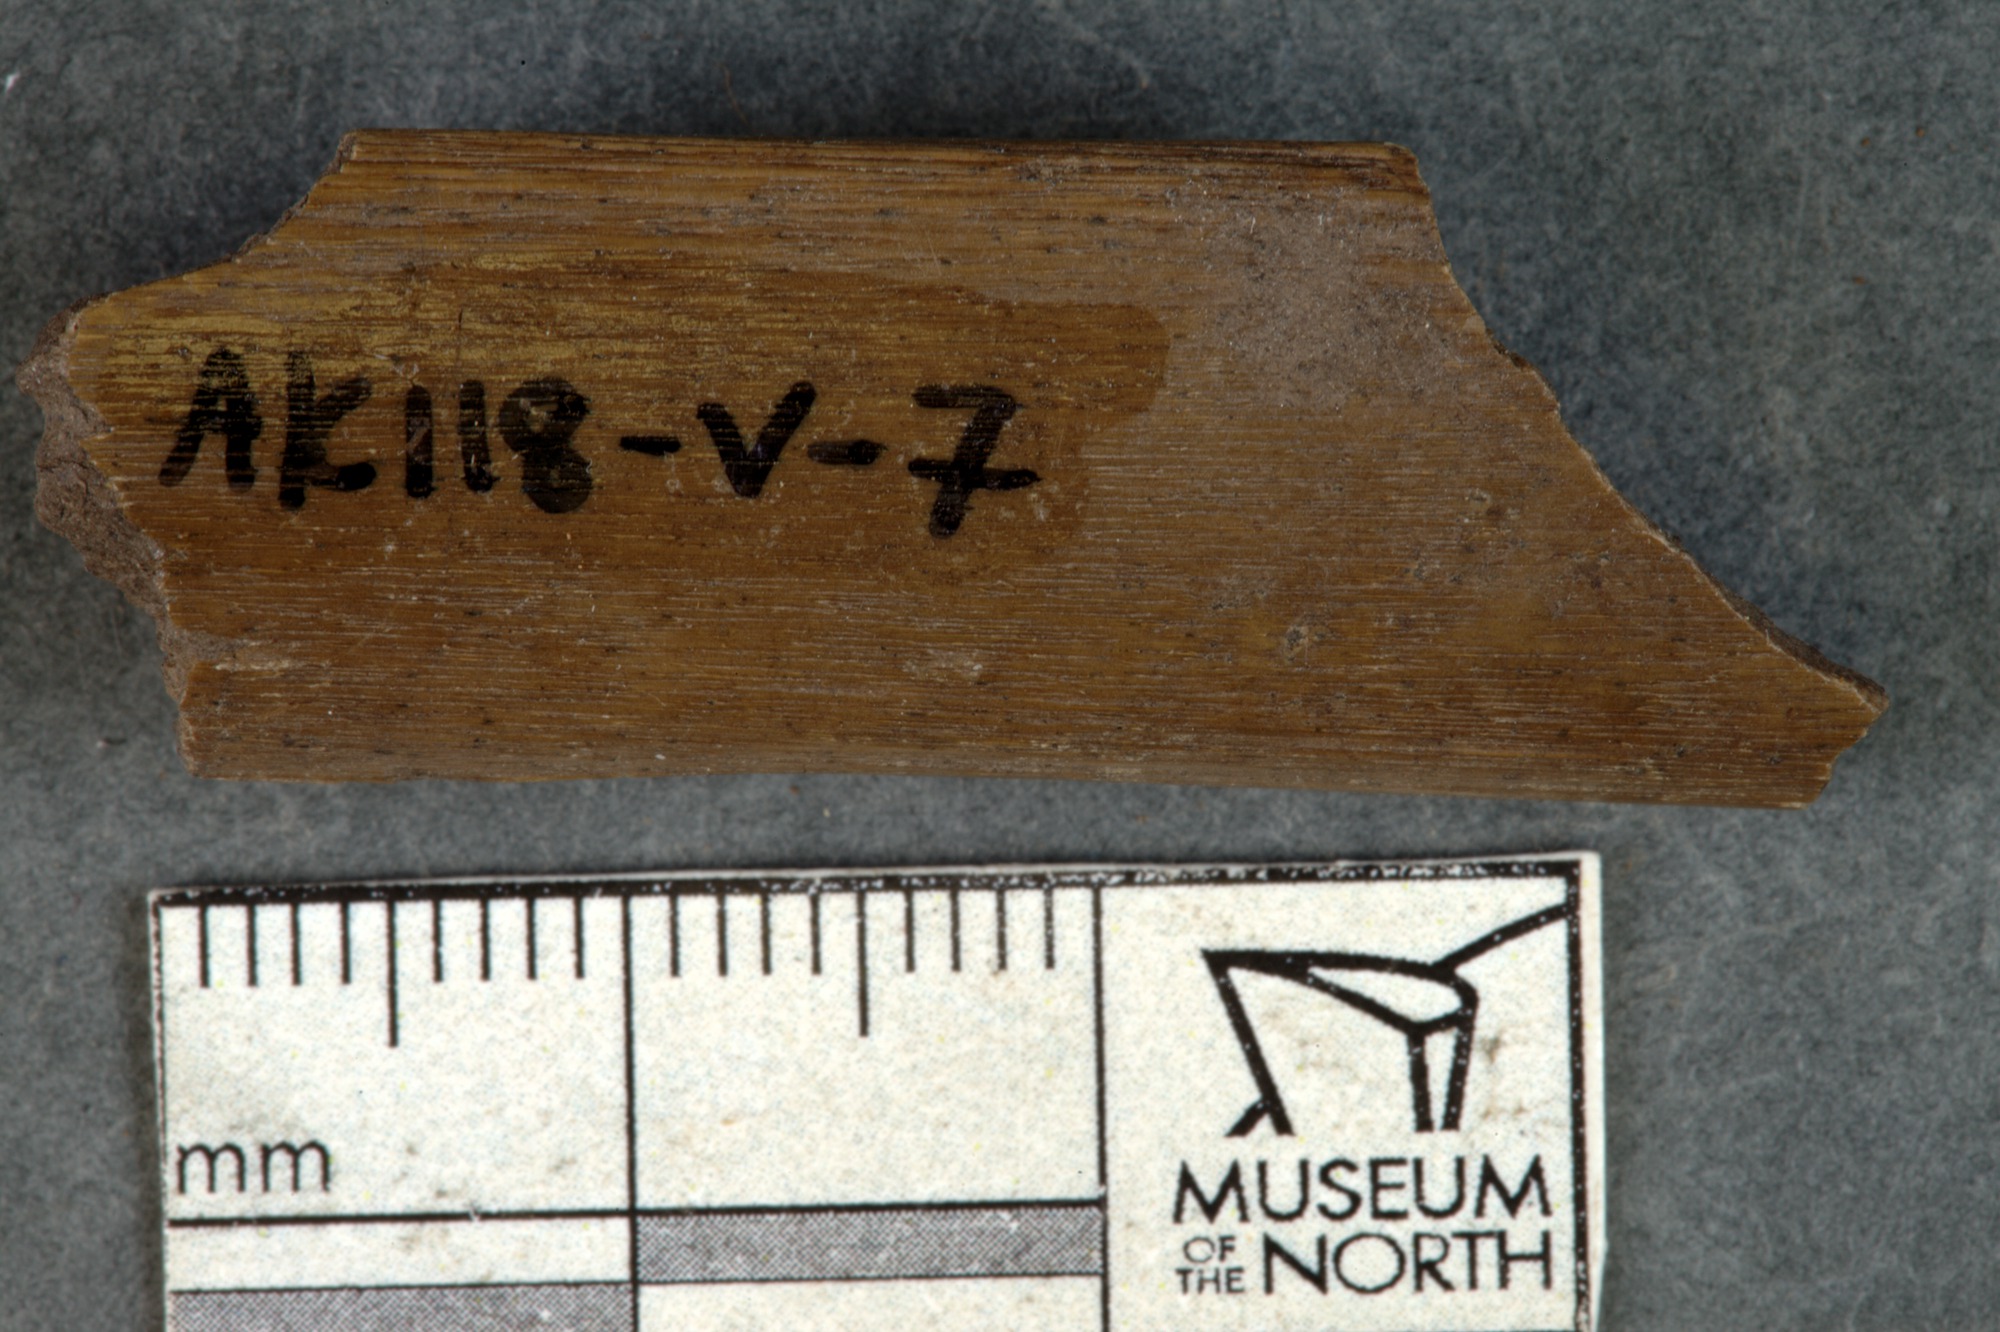 AK118-V-7
mm
MUSEUM
OF THE NORTH